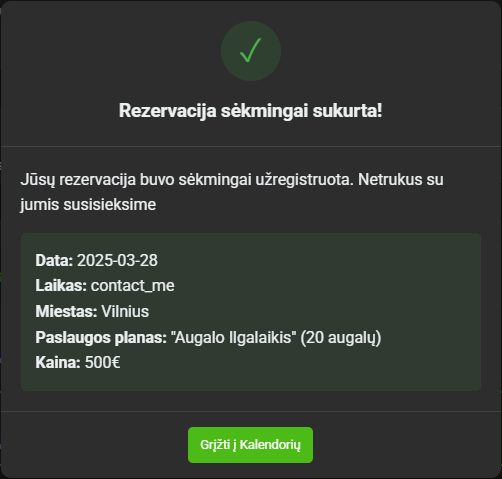 Rezervacija sėkmingai sukurta!
Jūsų rezervacija buvo sėkmingai užregistruota. Netrukus su
jumis susisieksime
Data: 2025-03-28
Laikas: contact_me
Miestas: Vilnius
Paslaugos planas: "Augalo Ilgalaikis" (20 augalų)
Kaina: 500€
Grįžti į Kalendorių